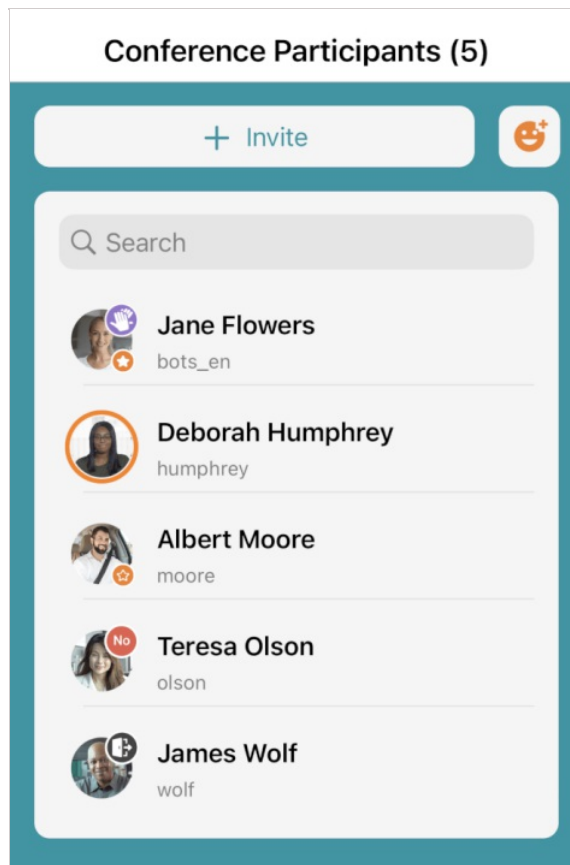 Conference Participants (5)
+ Invite
Search
Jane Flowers
bots_en
Deborah Humphrey
humphrey
Albert Moore
moore
No
Teresa Olson
olson
James Wolf
wolf